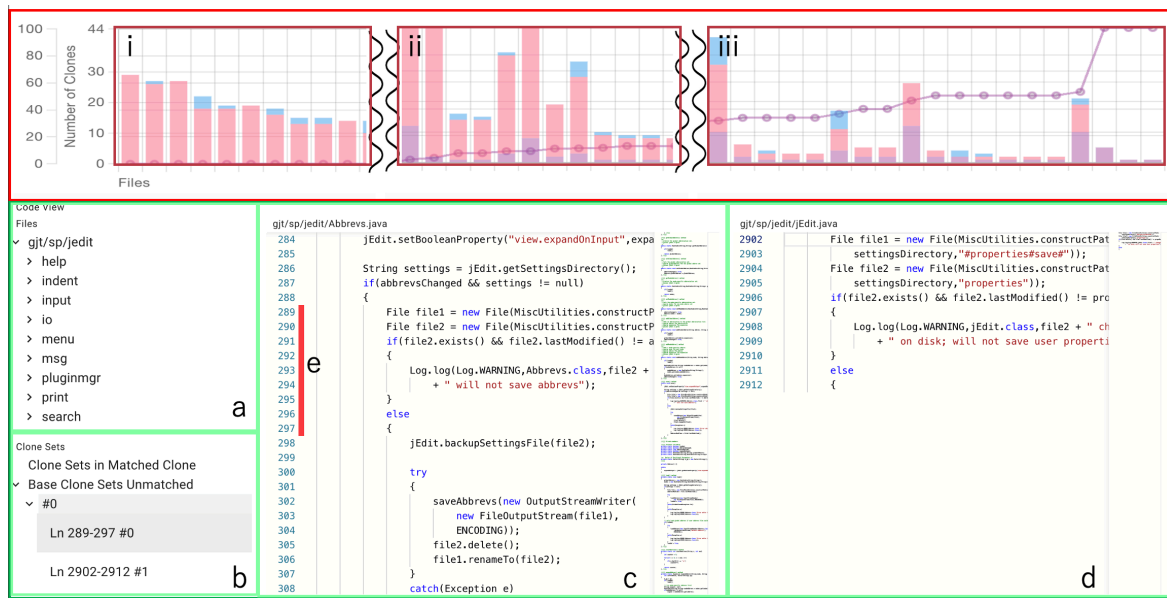 100
80
60
40
20
0
Number of Clones
44
30
20
10
0
i
ii
iii
Files
Code View
Files
gjt/sp/jedit
help
indent
input
io
menu
msg
pluginmgr
print
search
a
Clone Sets
Clone Sets in Matched Clone
Base Clone Sets Unmatched
#0
Ln 289-297 #0
Ln 2902-2912 #1
b
gjt/sp/jedit/Abbrevs.java
284 jEdit.setBooleanProperty("view.expandOnInput",expa
285
286 String settings = jEdit.getSettingsDirectory();
287 if(abbrevsChanged && settings != null)
288 {
289 File file1 = new File(MiscUtilities.constructP
290 File file2 = new File(MiscUtilities.constructP
291 if(file2.exists() && file2.lastModified() != a
292 {
293 Log.log(Log.WARNING,Abbrevs.class,file2 +
294 + " will not save abbrevs");
295 }
296 else
297 {
298 jEdit.backupSettingsFile(file2);
299
300 try
301 {
302 saveAbbrevs(new OutputStreamWriter(
303 new FileOutputStream(file1),
304 ENCODING));
305 file2.delete();
306 file1.renameTo(file2);
307 }
308 catch(Exception e)
e
c
gjt/sp/jedit/jEdit.java
2902 File file1 = new File(MiscUtilities.constructPat
2903 settingsDirectory,"#properties#save#"));
2904 File file2 = new File(MiscUtilities.constructPat
2905 settingsDirectory,"properties"));
2906 if(file2.exists() && file2.lastModified() != pro
2907 {
2908 Log.log(Log.WARNING,jEdit.class,file2 + " ch
2909 + " on disk; will not save user properti
2910 }
2911 else
2912 {
d